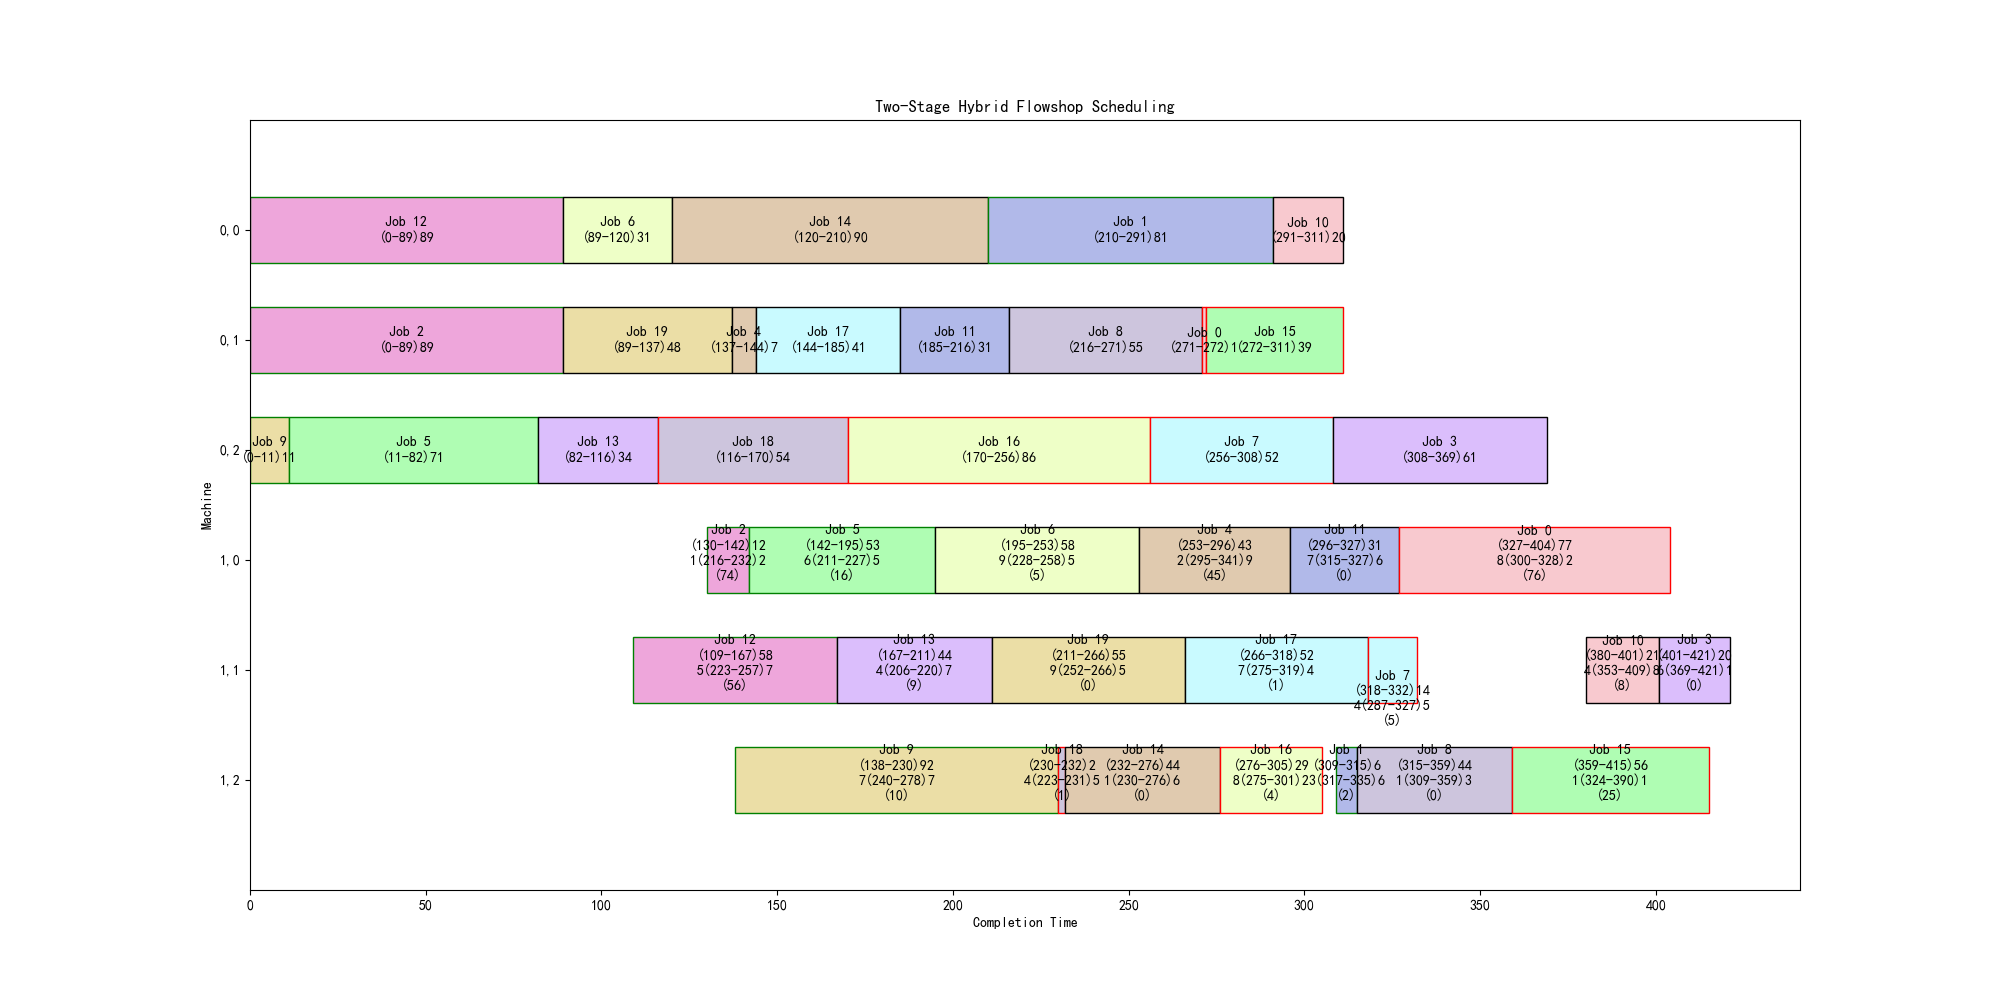 Two-Stage Hybrid Flowshop Scheduling
0,0
Job 12
(0-89)89
Job 6
(89-120)31
Job 14
(120-210)90
Job 1
(210-291)81
Job 10
(291-311)20
0,1
Job 2
(0-89)89
Job 19
(89-137)48
Job 4
(137-144)7
Job 17
(144-185)41
Job 11
(185-216)31
Job 8
(216-271)55
Job 0
(271-272)1
Job 15
(272-311)39
0,2
Job 9
(0-11)11
Job 5
(11-82)71
Job 13
(82-116)34
Job 18
(116-170)54
Job 16
(170-256)86
Job 7
(256-308)52
Job 3
(308-369)61
Machine
1,0
Job 2
(130-142)12
1(216-232)2
(74)
Job 5
(142-195)53
6(211-227)5
(16)
Job 6
(195-253)58
9(228-258)5
(5)
Job 4
(253-296)43
2(295-341)9
(45)
Job 11
(296-327)31
7(315-327)6
(0)
Job 0
(327-404)77
8(300-328)2
(76)
1,1
Job 12
(109-167)58
5(223-257)7
(56)
Job 13
(167-211)44
4(206-220)7
(9)
Job 19
(211-266)55
9(252-266)5
(0)
Job 17
(266-318)52
7(275-319)4
(1)
Job 7
(318-332)14
4(287-327)5
(5)
Job 10
(380-401)21
4(353-409)8
(8)
Job 3
(401-421)20
(369-421)1
(0)
1,2
Job 9
(138-230)92
7(240-278)7
(10)
Job 18
(230-232)2
4(223-231)5
(1)
Job 14
(232-276)44
1(230-276)6
(0)
Job 16
(276-305)29
8(275-301)2
(4)
Job 1
(309-315)6
3(317-335)6
(2)
Job 8
(315-359)44
1(309-359)3
(0)
Job 15
(359-415)56
1(324-390)1
(25)
0
50
100
150
200
250
300
350
400
Completion Time